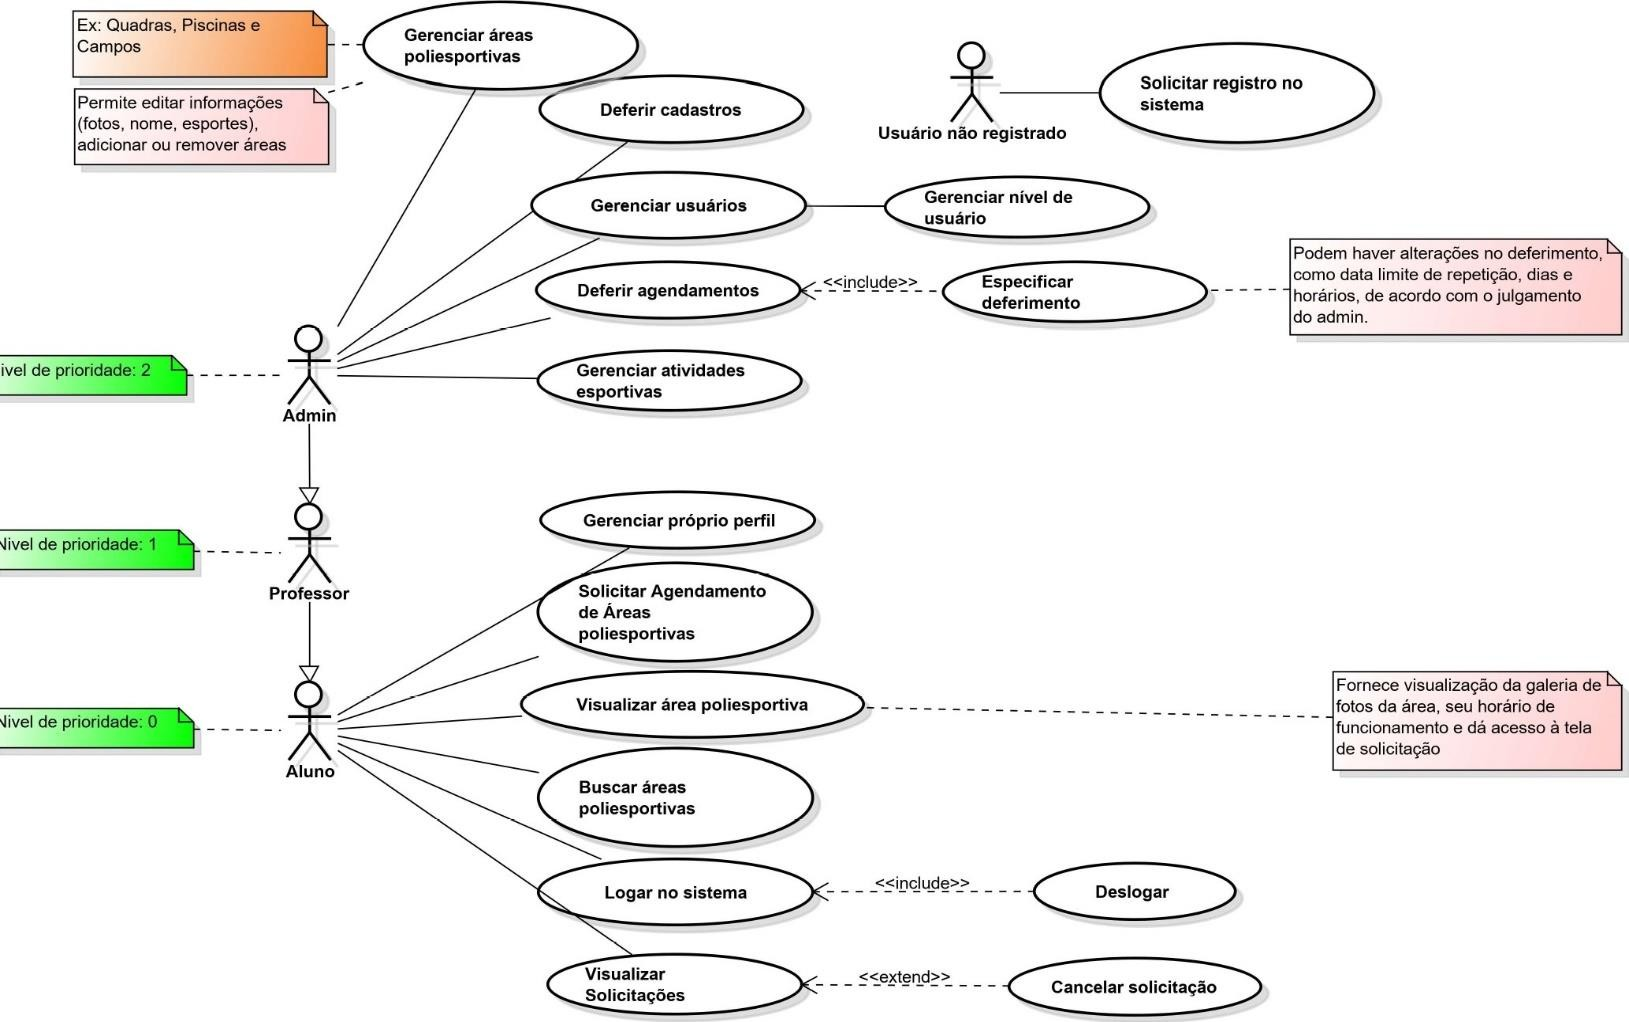 Ex: Quadras, Piscinas e
Campos
Gerenciar áreas
poliesportivas
Permite editar informações
(fotos, nome, esportes),
adicionar ou remover áreas
Deferir cadastros
Usuário não registrado
Solicitar registro no
sistema
Gerenciar usuários
Gerenciar nível de
usuário
Deferir agendamentos
<<include>>
Especificar
deferimento
Podem haver alterações no deferimento,
como data limite de repetição, dias e
horários, de acordo com o julgamento
do admin.
ivel de prioridade: 2
Admin
Gerenciar atividades
esportivas
Nivel de prioridade: 1
Professor
Gerenciar próprio perfil
Solicitar Agendamento
de Áreas
poliesportivas
Visualizar área poliesportiva
Fornece visualização da galeria de
fotos da área, seu horário de
funcionamento e dá acesso à tela
de solicitação
Nivel de prioridade: 0
Aluno
Buscar áreas
poliesportivas
Logar no sistema
<<include>>
Deslogar
Visualizar
Solicitações
<<extend>>
Cancelar solicitação